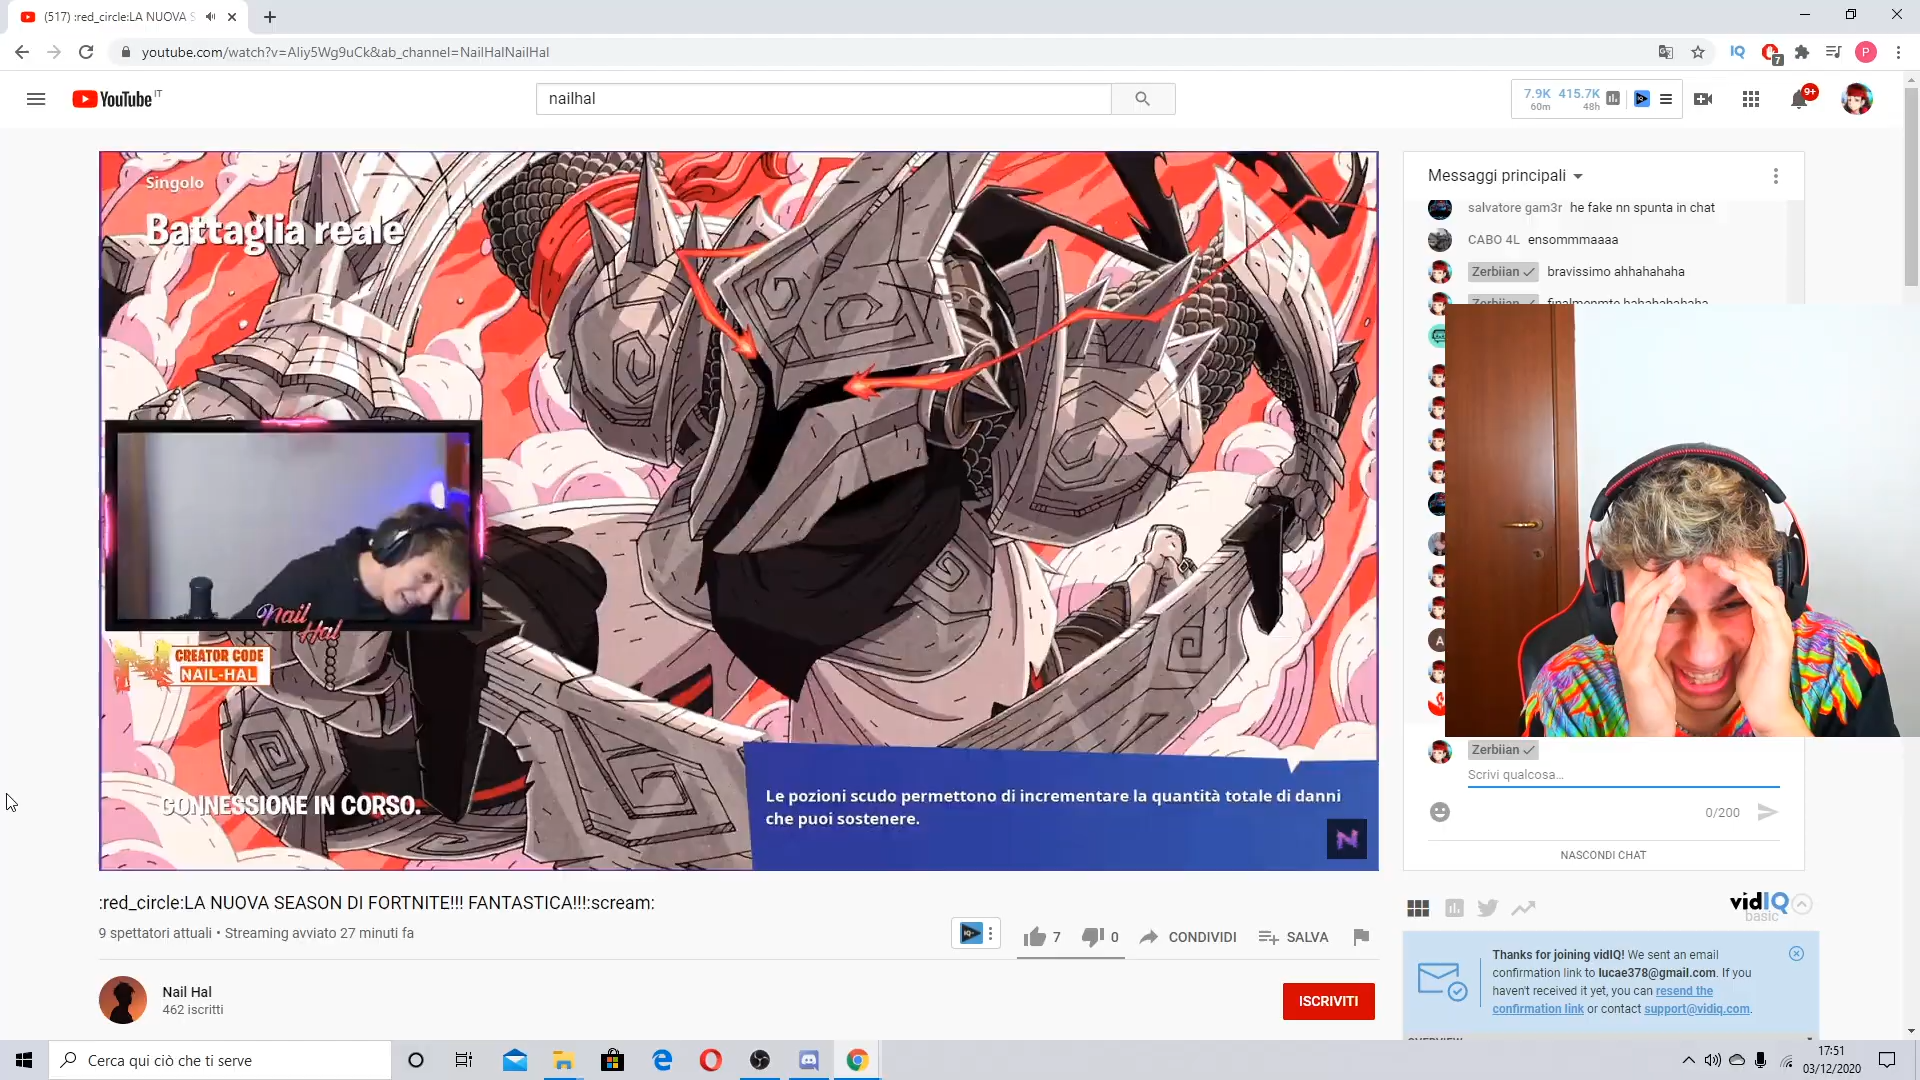 (517) :red_circle:LA NUOVA S
youtube.com/watch?v=Aliy5Wg9uCk&ab_channel=NailHalNailHal
IQ
7
P
YouTube IT
nailhal
7.9K 415.7K
60m 48h
9+
Singolo
Battaglia reale
Messaggi principali
salvatore gam3r he fake nn spunta in chat
CABO 4L ensommmaaaa
Zerbiian bravissimo ahhahahaha
Zerbiian finalmonmte hahahahahaha
A
Nail Hal
CREATOR CODE
NAIL-HAL
CONNESSIONE IN CORSO.
Le pozioni scudo permettono di incrementare la quantità totale di danni
che puoi sostenere.
N
Zerbiian
Scrivi qualcosa...
0/200
NASCONDI CHAT
:red_circle:LA NUOVA SEASON DI FORTNITE!!! FANTASTICA!!!:scream:
9 spettatori attuali • Streaming avviato 27 minuti fa
7
0
CONDIVIDI
SALVA
Nail Hal
462 iscritti
ISCRIVITI
vidIQ
basic
Thanks for joining vidIQ! We sent an email
confirmation link to lucae378@gmail.com. If you
haven't received it yet, you can resend the
confirmation link or contact support@vidiq.com.
OVERVIEW
Cerca qui ciò che ti serve
17:51
03/12/2020